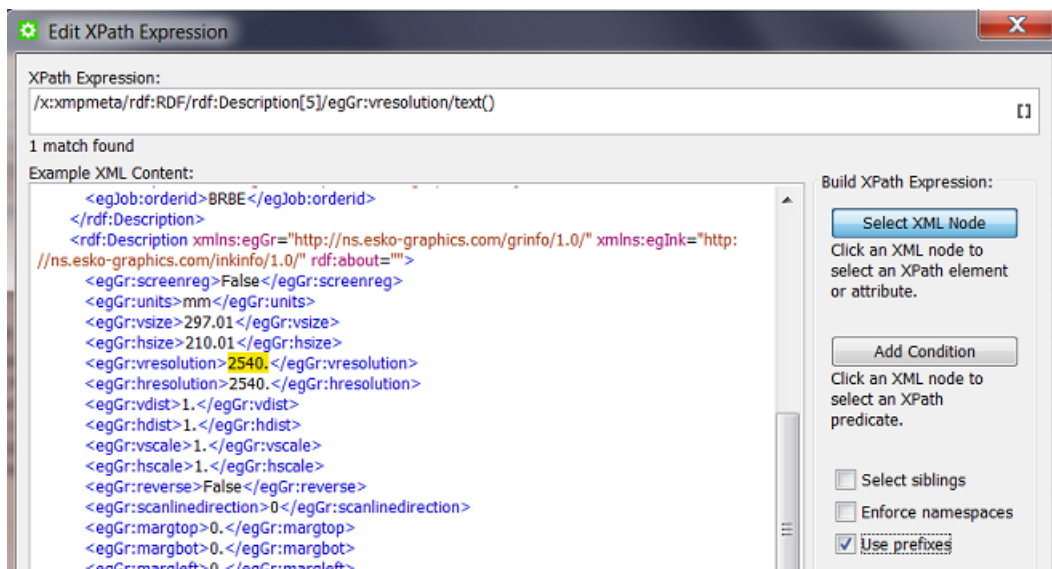 Edit XPath Expression
X
XPath Expression:
/x:xmpmeta/rdf:RDF/rdf:Description[5]/egGr:vresolution/text()
[]
1 match found
Example XML Content:
<egJob:orderid>BRBE</egJob:orderid>
</rdf:Description>
<rdf:Description xmlns:egGr="http://ns.esko-graphics.com/grinfo/1.0/" xmlns:egInk="http:
//ns.esko-graphics.com/inkinfo/1.0/" rdf:about="">
<egGr:screenreg>False</egGr:screenreg>
<egGr:units>mm</egGr:units>
<egGr:vsize>297.01</egGr:vsize>
<egGr:hsize>210.01</egGr:hsize>
<egGr:vresolution>2540.</egGr:vresolution>
<egGr:hresolution>2540.</egGr:hresolution>
<egGr:vdist>1.</egGr:vdist>
<egGr:hdist>1.</egGr:hdist>
<egGr:vscale>1.</egGr:vscale>
<egGr:hscale>1.</egGr:hscale>
<egGr:reverse>False</egGr:reverse>
<egGr:scanlinedirection>0</egGr:scanlinedirection>
<egGr:margtop>0.</egGr:margtop>
<egGr:margbot>0.</egGr:margbot>
<egGr:margleft>0.</egGr:margleft>
Build XPath Expression:
Select XML Node
Click an XML node to
select an XPath element
or attribute.
Add Condition
Click an XML node to
select an XPath
predicate.
Select siblings
Enforce namespaces
Use prefixes